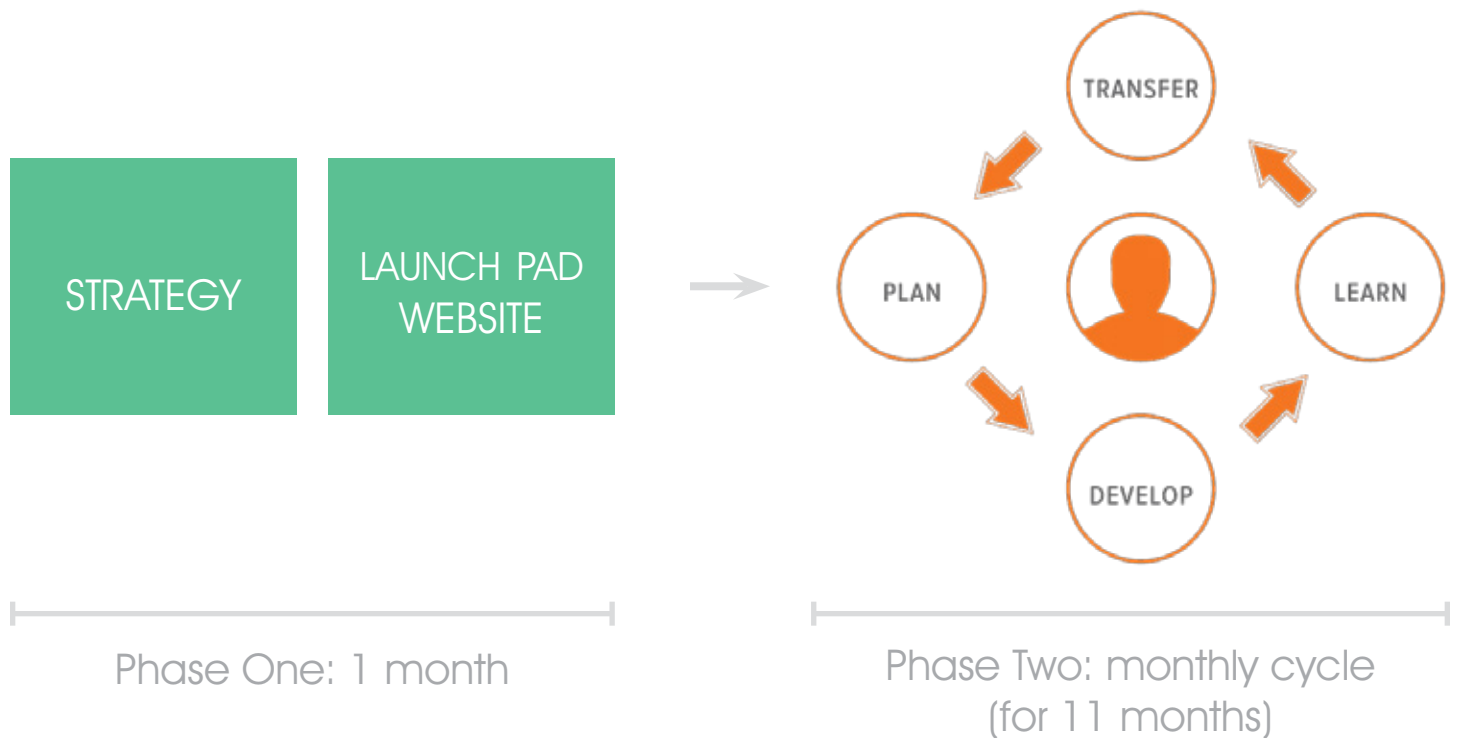 STRATEGY
LAUNCH PAD
WEBSITE
TRANSFER
PLAN
LEARN
DEVELOP
Phase One: 1 month
Phase Two: monthly cycle
(for 11 months)